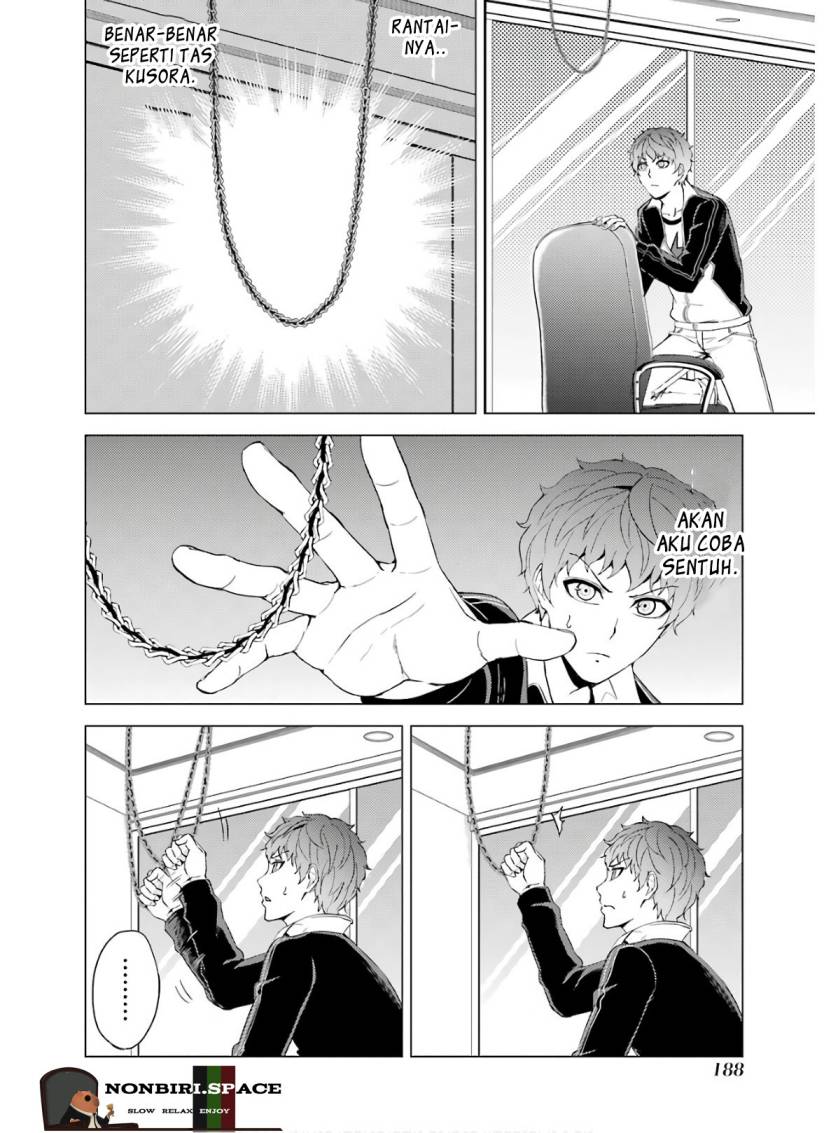 RANTAI-
NYA..
BENAR-BENAR
SEPERTI TAS
KUSORA.
AKAN
AKU COBA
SENTUH.
........
188
NONBIRI.SPACE
SLOW RELAX ENJOY